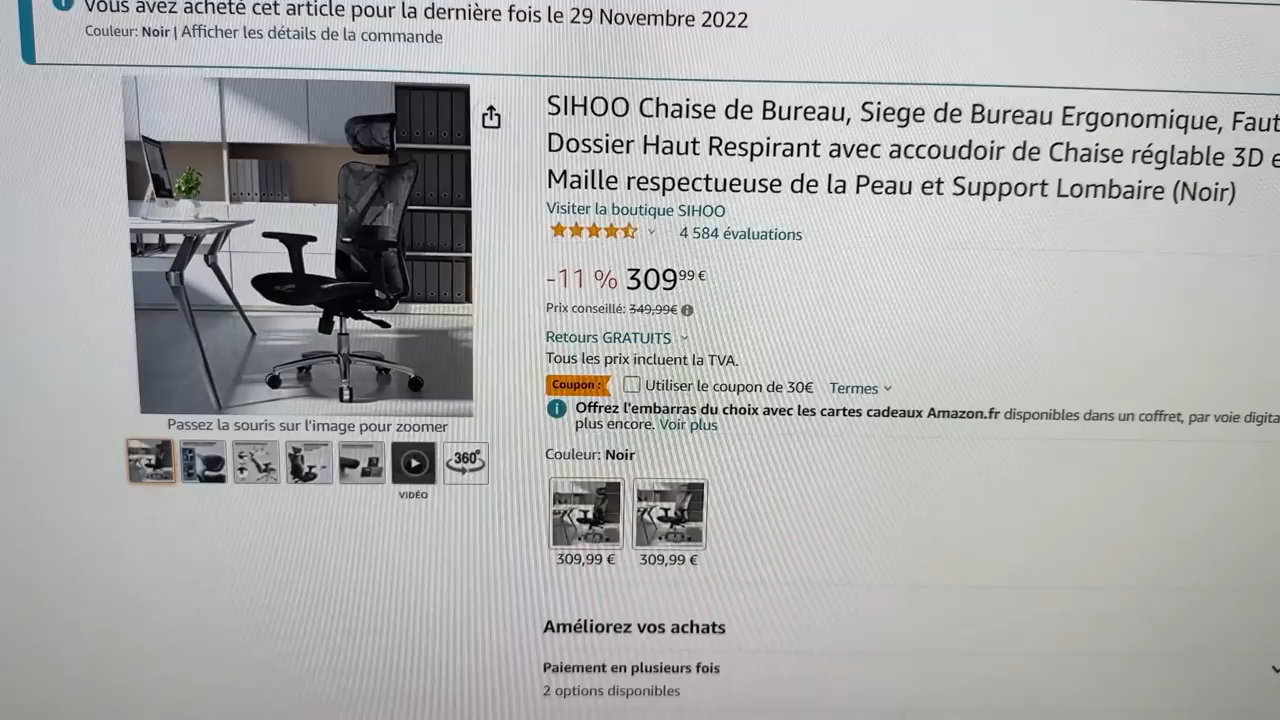 Vous avez acheté cet article pour la dernière fois le 29 Novembre 2022
Couleur: Noir | Afficher les détails de la commande
SIHOO Chaise de Bureau, Siege de Bureau Ergonomique, Faut
Dossier Haut Respirant avec accoudoir de Chaise réglable 3D e
Maille respectueuse de la Peau et Support Lombaire (Noir)
Visiter la boutique SIHOO
4 584 évaluations
-11 % 309,99 €
Prix conseillé: 349,99€
Retours GRATUITS
Tous les prix incluent la TVA.
Coupon : Utiliser le coupon de 30€ Termes
Offrez l'embarras du choix avec les cartes cadeaux Amazon.fr disponibles dans un coffret, par voie digita
plus encore. Voir plus
Passez la souris sur l'image pour zoomer
360°
VIDÉO
Couleur: Noir
309,99 € 309,99 €
Améliorez vos achats
Paiement en plusieurs fois
2 options disponibles